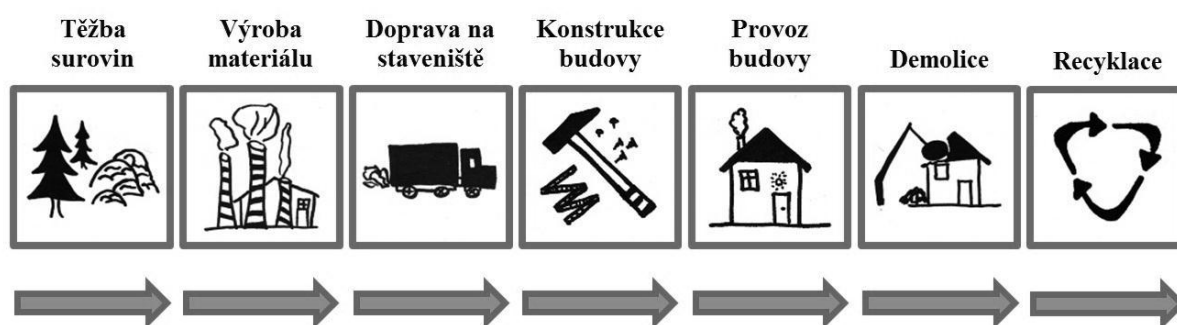 Těžba
surovin
Výroba
materiálu
Doprava na
staveniště
Konstrukce
budovy
Provoz
budovy
Demolice
Recyklace